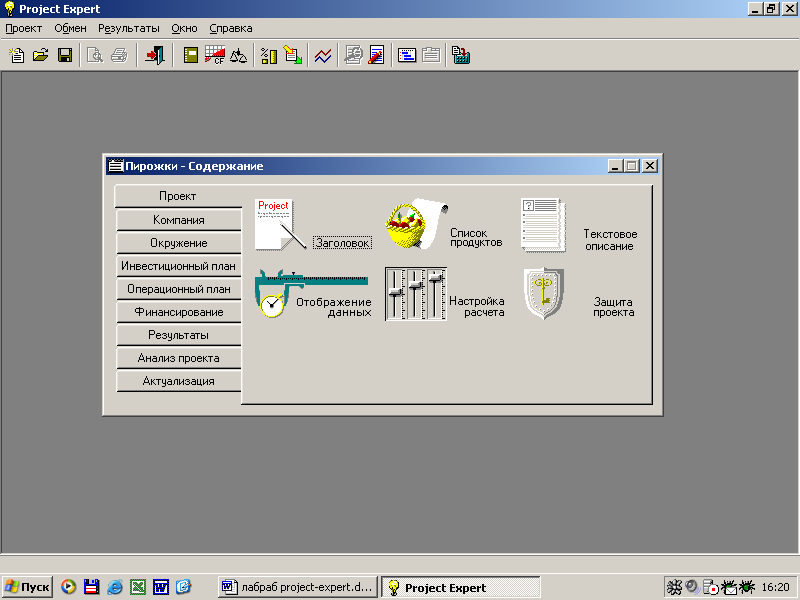 Project Expert
Проект Обмен Результаты Окно Справка
CF
Пирожки - Содержание
Проект
Компания
Окружение
Инвестиционный план
Операционный план
Финансирование
Результаты
Анализ проекта
Актуализация
Project
Заголовок
Список
продуктов
?
Текстовое
описание
Отображение
данных
Настройка
расчета
Защита
проекта
Пуск
лабраб project-expert.d...
Project Expert
16:20